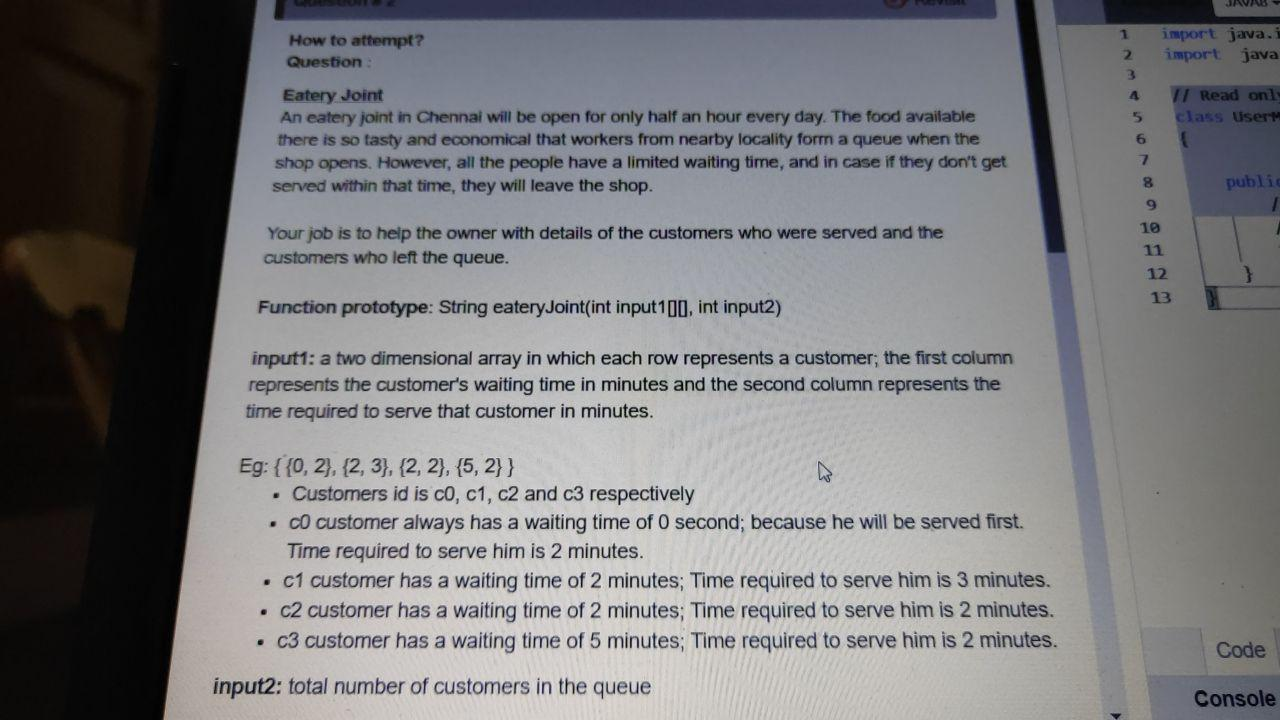 Question # 2
Revisit
How to attempt?
Question :
Eatery Joint
An eatery joint in Chennai will be open for only half an hour every day. The food available
there is so tasty and economical that workers from nearby locality form a queue when the
shop opens. However, all the people have a limited waiting time, and in case if they don't get
served within that time, they will leave the shop.
Your job is to help the owner with details of the customers who were served and the
customers who left the queue.
Function prototype: String eateryJoint(int input1[][], int input2)
input1: a two dimensional array in which each row represents a customer; the first column
represents the customer's waiting time in minutes and the second column represents the
time required to serve that customer in minutes.
Eg: { {0, 2}, {2, 3}, {2, 2}, {5, 2} }
• Customers id is c0, c1, c2 and c3 respectively
• c0 customer always has a waiting time of 0 second; because he will be served first.
Time required to serve him is 2 minutes.
• c1 customer has a waiting time of 2 minutes; Time required to serve him is 3 minutes.
• c2 customer has a waiting time of 2 minutes; Time required to serve him is 2 minutes.
• c3 customer has a waiting time of 5 minutes; Time required to serve him is 2 minutes.
input2: total number of customers in the queue
JAVA8
1 import java.i
2 import java
3
4 // Read only
5 class UserM
6 {
7
8 public
9 /
10 /
11
12 }
13 }
Code
Console